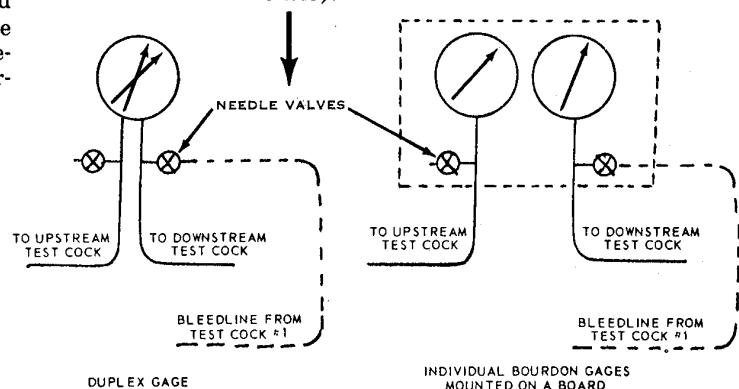 NEEDLE VALVES
TO UPSTREAM
TEST COCK
TO DOWNSTREAM
TEST COCK
BLEEDLINE FROM
TEST COCK #1
DUPLEX GAGE
TO UPSTREAM
TEST COCK
TO DOWNSTREAM
TEST COCK
BLEEDLINE FROM
TEST COCK #1
INDIVIDUAL BOURDON GAGES
MOUNTED ON A BOARD